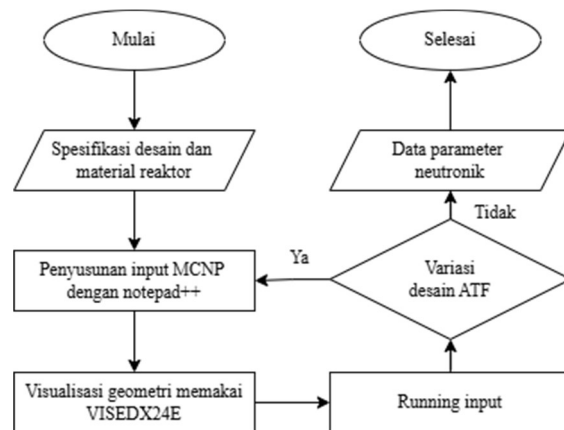 Mulai
Spesifikasi desain dan
material reaktor
Penyusunan input MCNP
dengan notepad++
Visualisasi geometri memakai
VISEDX24E
Running input
Variasi
desain ATF
Ya
Tidak
Data parameter
neutronik
Selesai